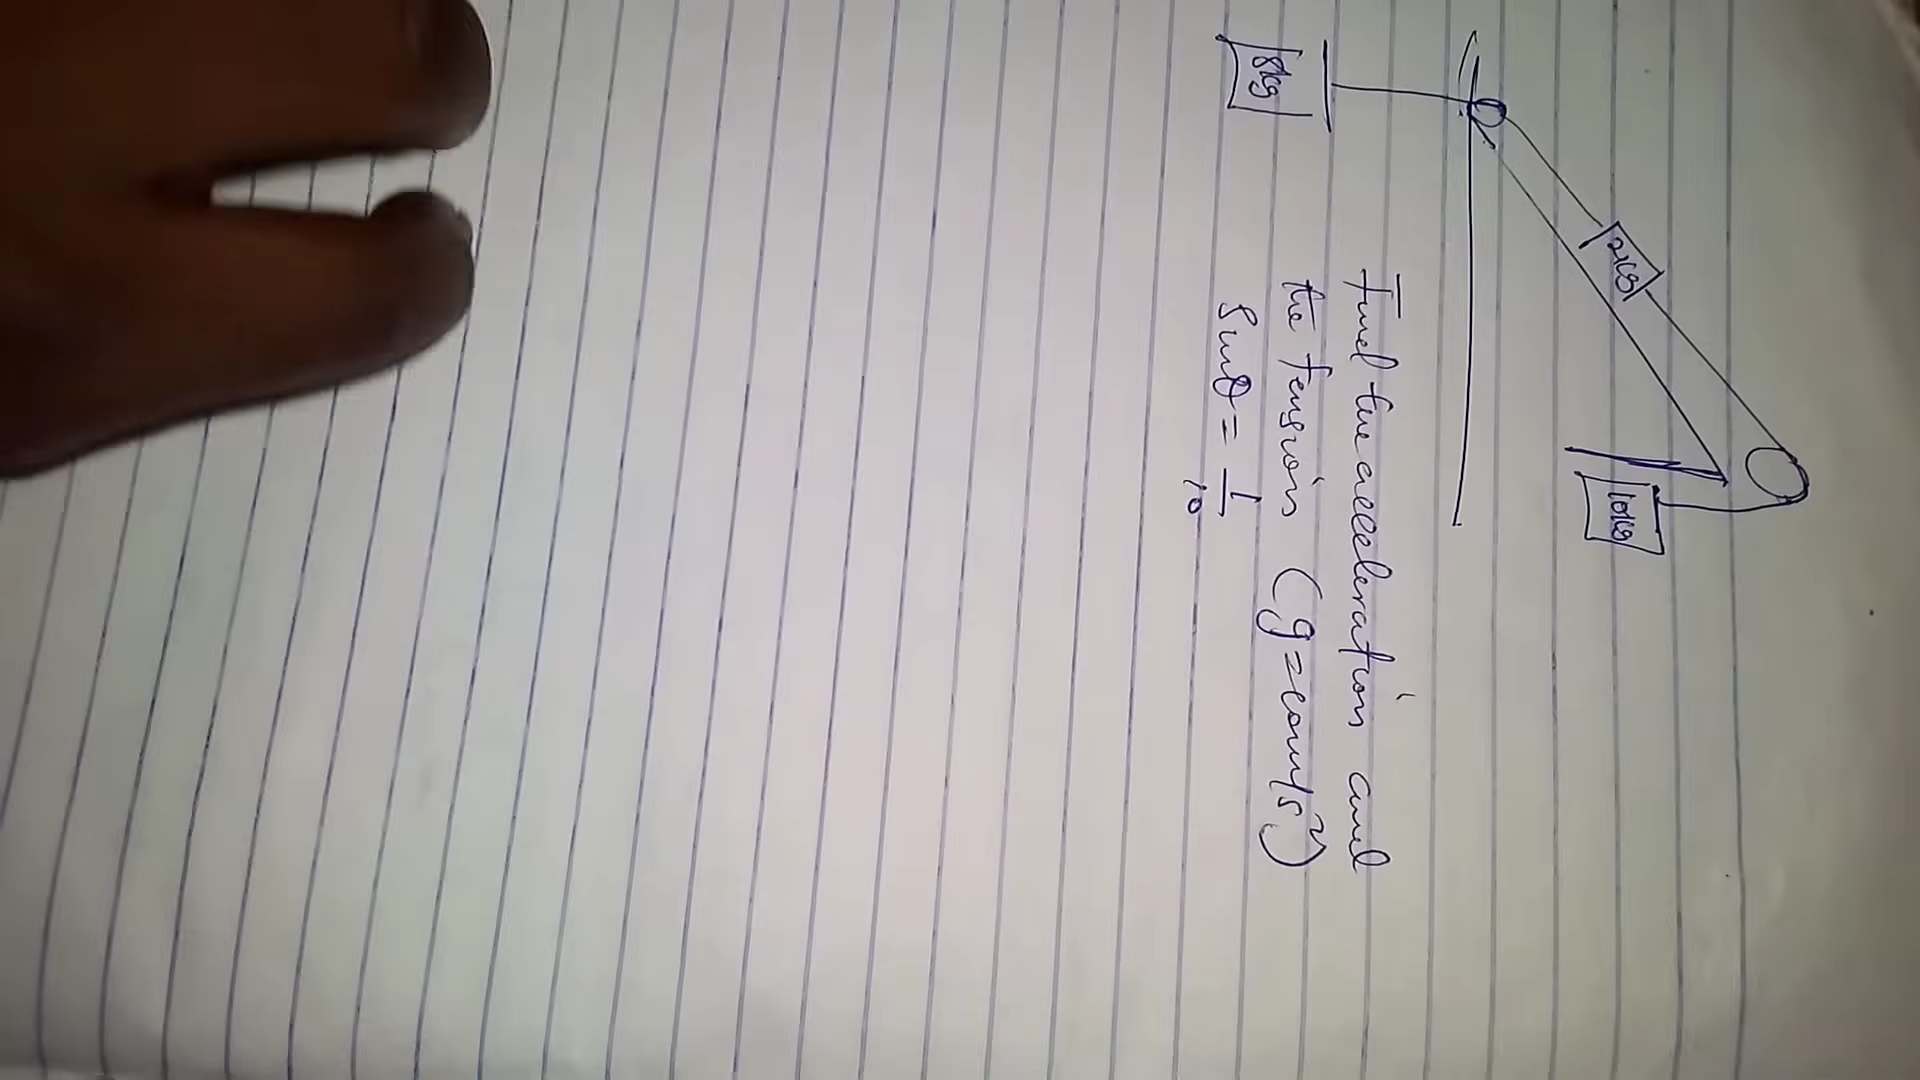 2kg
10kg
8kg
Find the acceleration and
the tension (g=10m/s²)
Sinθ = 1/10